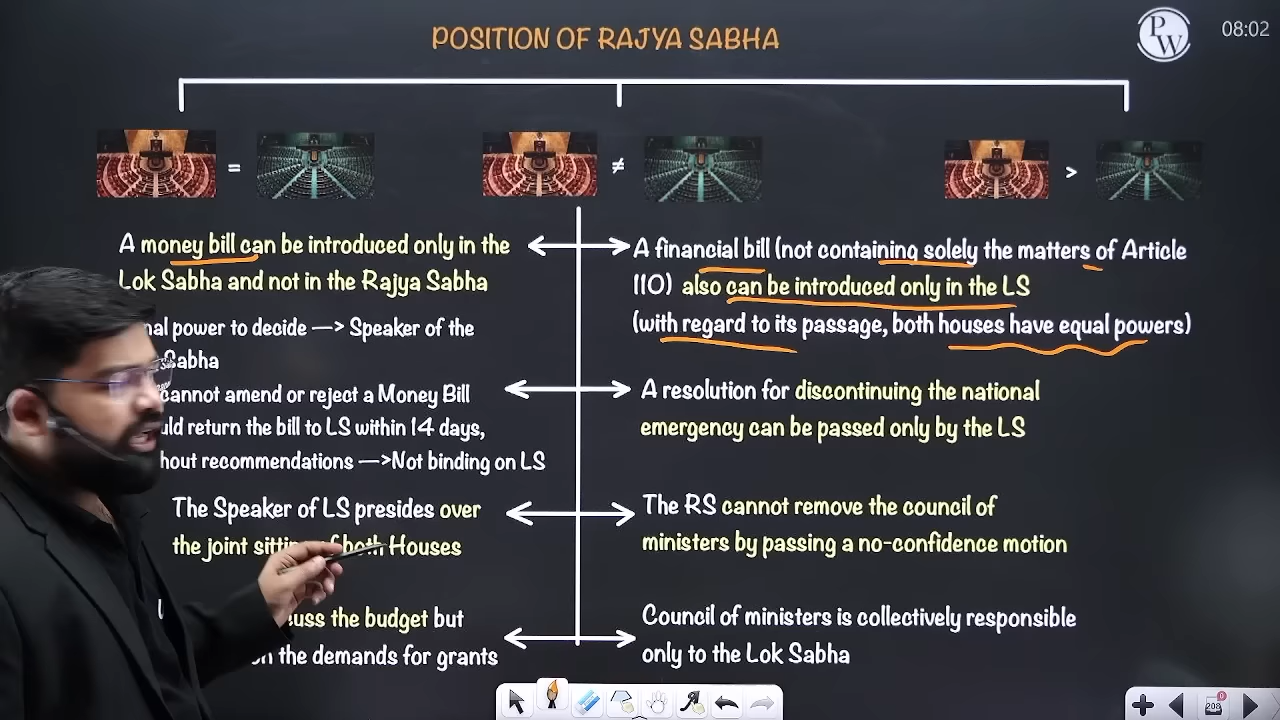 POSITION OF RAJYA SABHA
PW
08:02
=
≠
>
A money bill can be introduced only in the
Lok Sabha and not in the Rajya Sabha
power to decide —> Speaker of the
Sabha
cannot amend or reject a Money Bill
return the bill to LS within 14 days,
recommendations —>Not binding on LS
The Speaker of LS presides over
the joint sitting of both Houses
the budget but
the demands for grants
A financial bill (not containing solely the matters of Article
110) also can be introduced only in the LS
(with regard to its passage, both houses have equal powers)
A resolution for discontinuing the national
emergency can be passed only by the LS
The RS cannot remove the council of
ministers by passing a no-confidence motion
Council of ministers is collectively responsible
only to the Lok Sabha
208